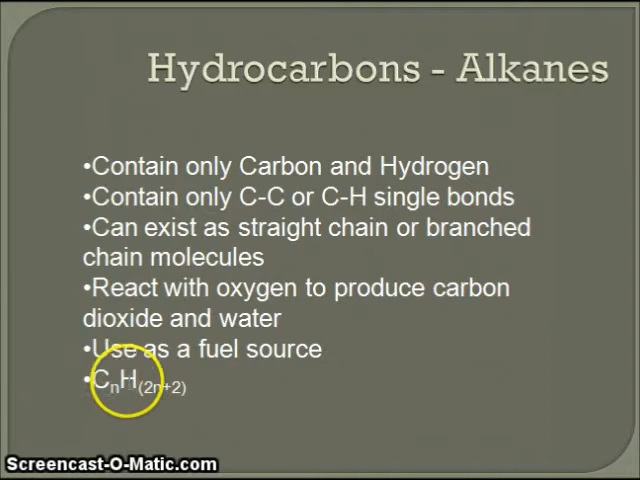 Hydrocarbons - Alkanes
•Contain only Carbon and Hydrogen
•Contain only C-C or C-H single bonds
•Can exist as straight chain or branched
chain molecules
•React with oxygen to produce carbon
dioxide and water
•Use as a fuel source
•CnH(2n+2)
Screencast-O-Matic.com